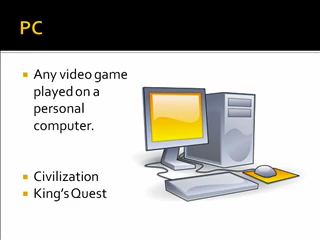 PC
Any video game
played on a
personal
computer.
Civilization
King's Quest